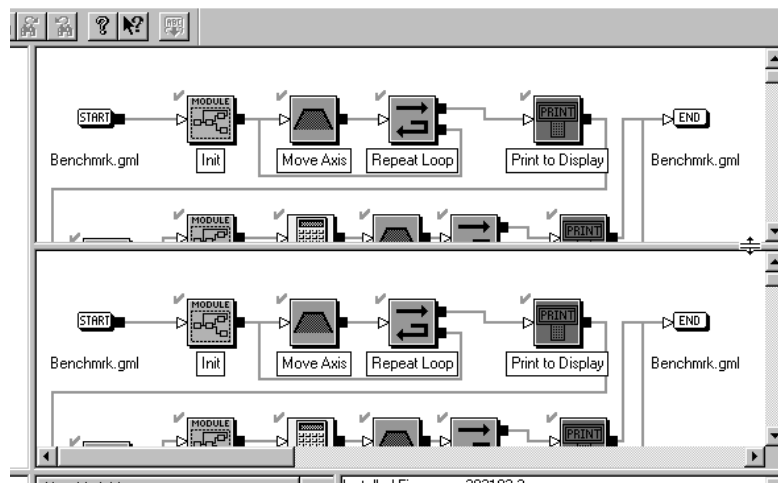 ABC
START MODULE PRINT END
Benchmrk.gml Init Move Axis Repeat Loop Print to Display Benchmrk.gml
MODULE PRINT
START MODULE PRINT END
Benchmrk.gml Init Move Axis Repeat Loop Print to Display Benchmrk.gml
MODULE PRINT